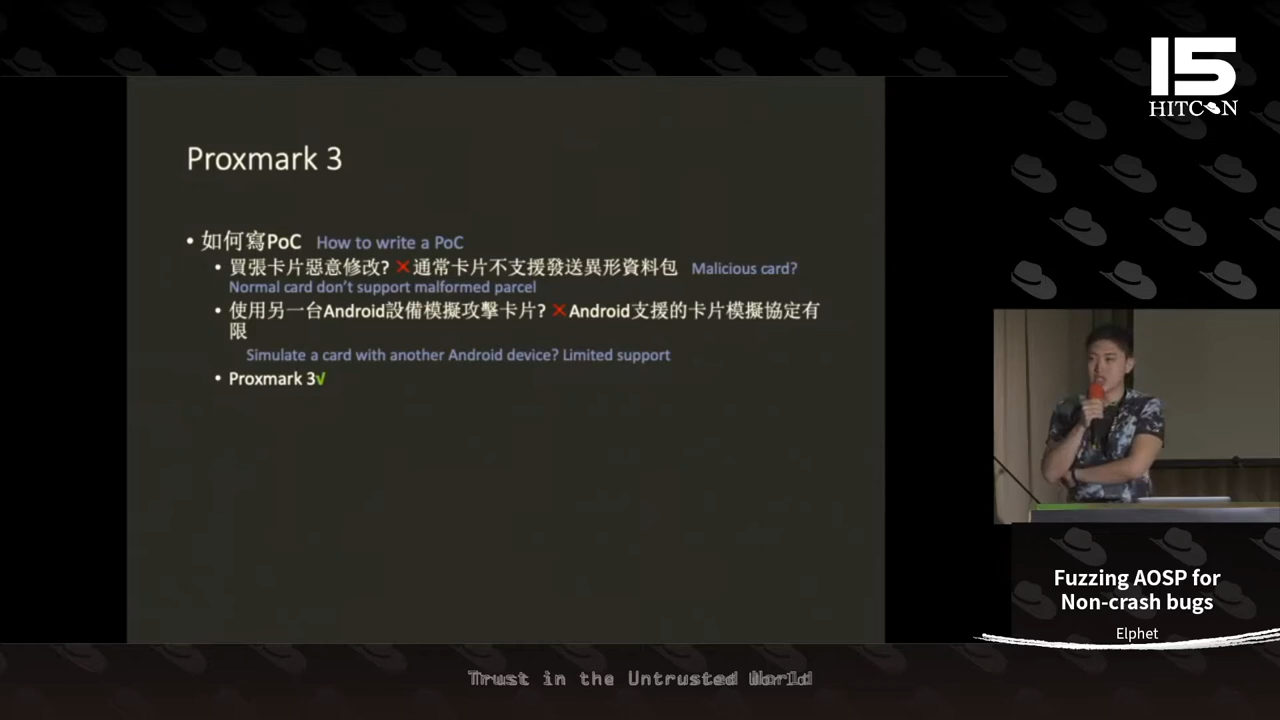 15
HITCON
Proxmark 3
• 如何寫PoC How to write a PoC
• 買張卡片惡意修改? ✕通常卡片不支援發送異形資料包 Malicious card?
Normal card don't support malformed parcel
• 使用另一台Android設備模擬攻擊卡片? ✕Android支援的卡片模擬協定有
限
Simulate a card with another Android device? Limited support
• Proxmark 3√
Fuzzing AOSP for
Non-crash bugs
Elphet
Trust in the Untrusted World